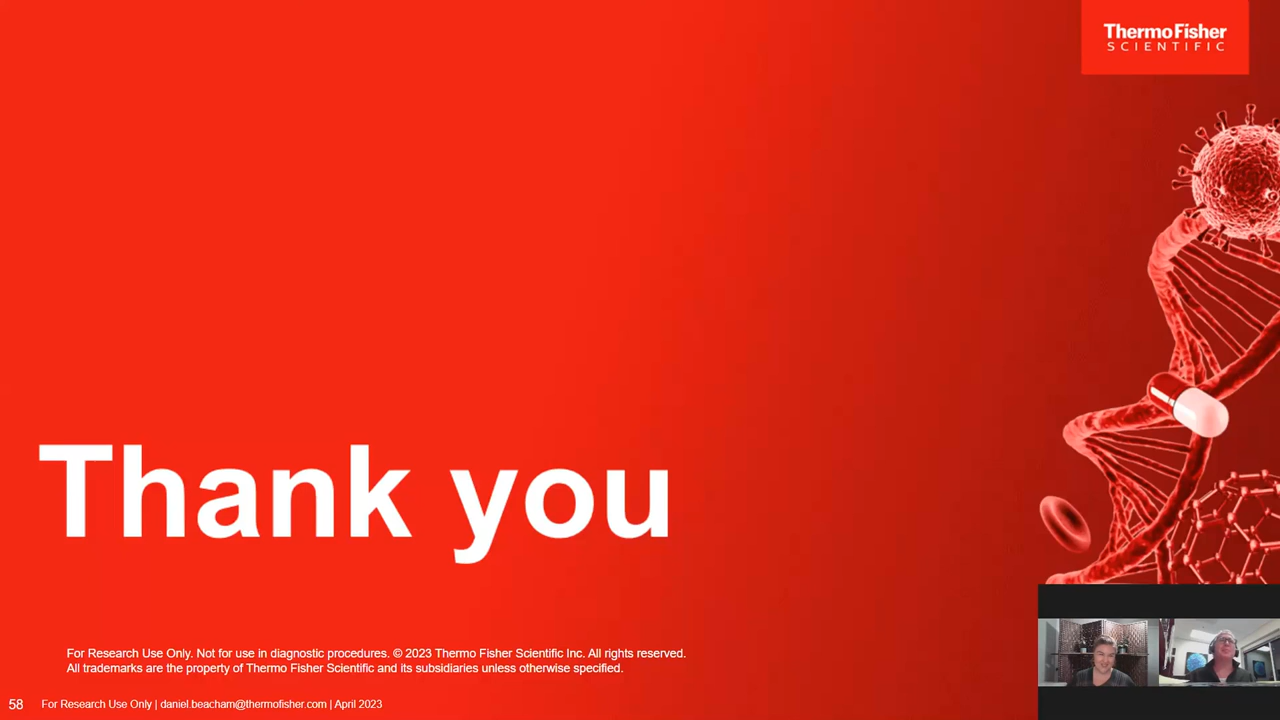 ThermoFisher
SCIENTIFIC
Thank you
For Research Use Only. Not for use in diagnostic procedures. © 2023 Thermo Fisher Scientific Inc. All rights reserved.
All trademarks are the property of Thermo Fisher Scientific and its subsidiaries unless otherwise specified.
58 For Research Use Only | daniel.beacham@thermofisher.com | April 2023